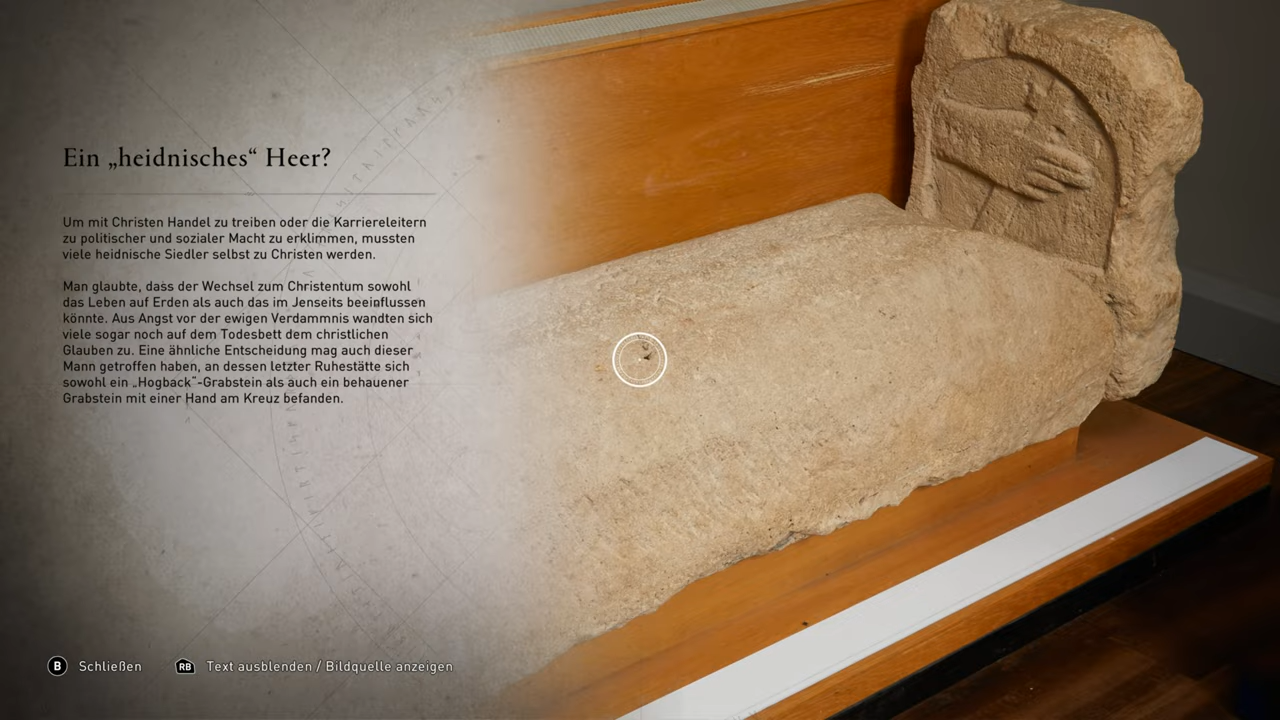 Ein „heidnisches“ Heer?
Um mit Christen Handel zu treiben oder die Karriereleitern
zu politischer und sozialer Macht zu erklimmen, mussten
viele heidnische Siedler selbst zu Christen werden.
Man glaubte, dass der Wechsel zum Christentum sowohl
das Leben auf Erden als auch das im Jenseits beeinflussen
könnte. Aus Angst vor der ewigen Verdammnis wandten sich
viele sogar noch auf dem Todesbett dem christlichen
Glauben zu. Eine ähnliche Entscheidung mag auch dieser
Mann getroffen haben, an dessen letzter Ruhestätte sich
sowohl ein „Hogback“-Grabstein als auch ein behauener
Grabstein mit einer Hand am Kreuz befanden.
B Schließen RB Text ausblenden / Bildquelle anzeigen